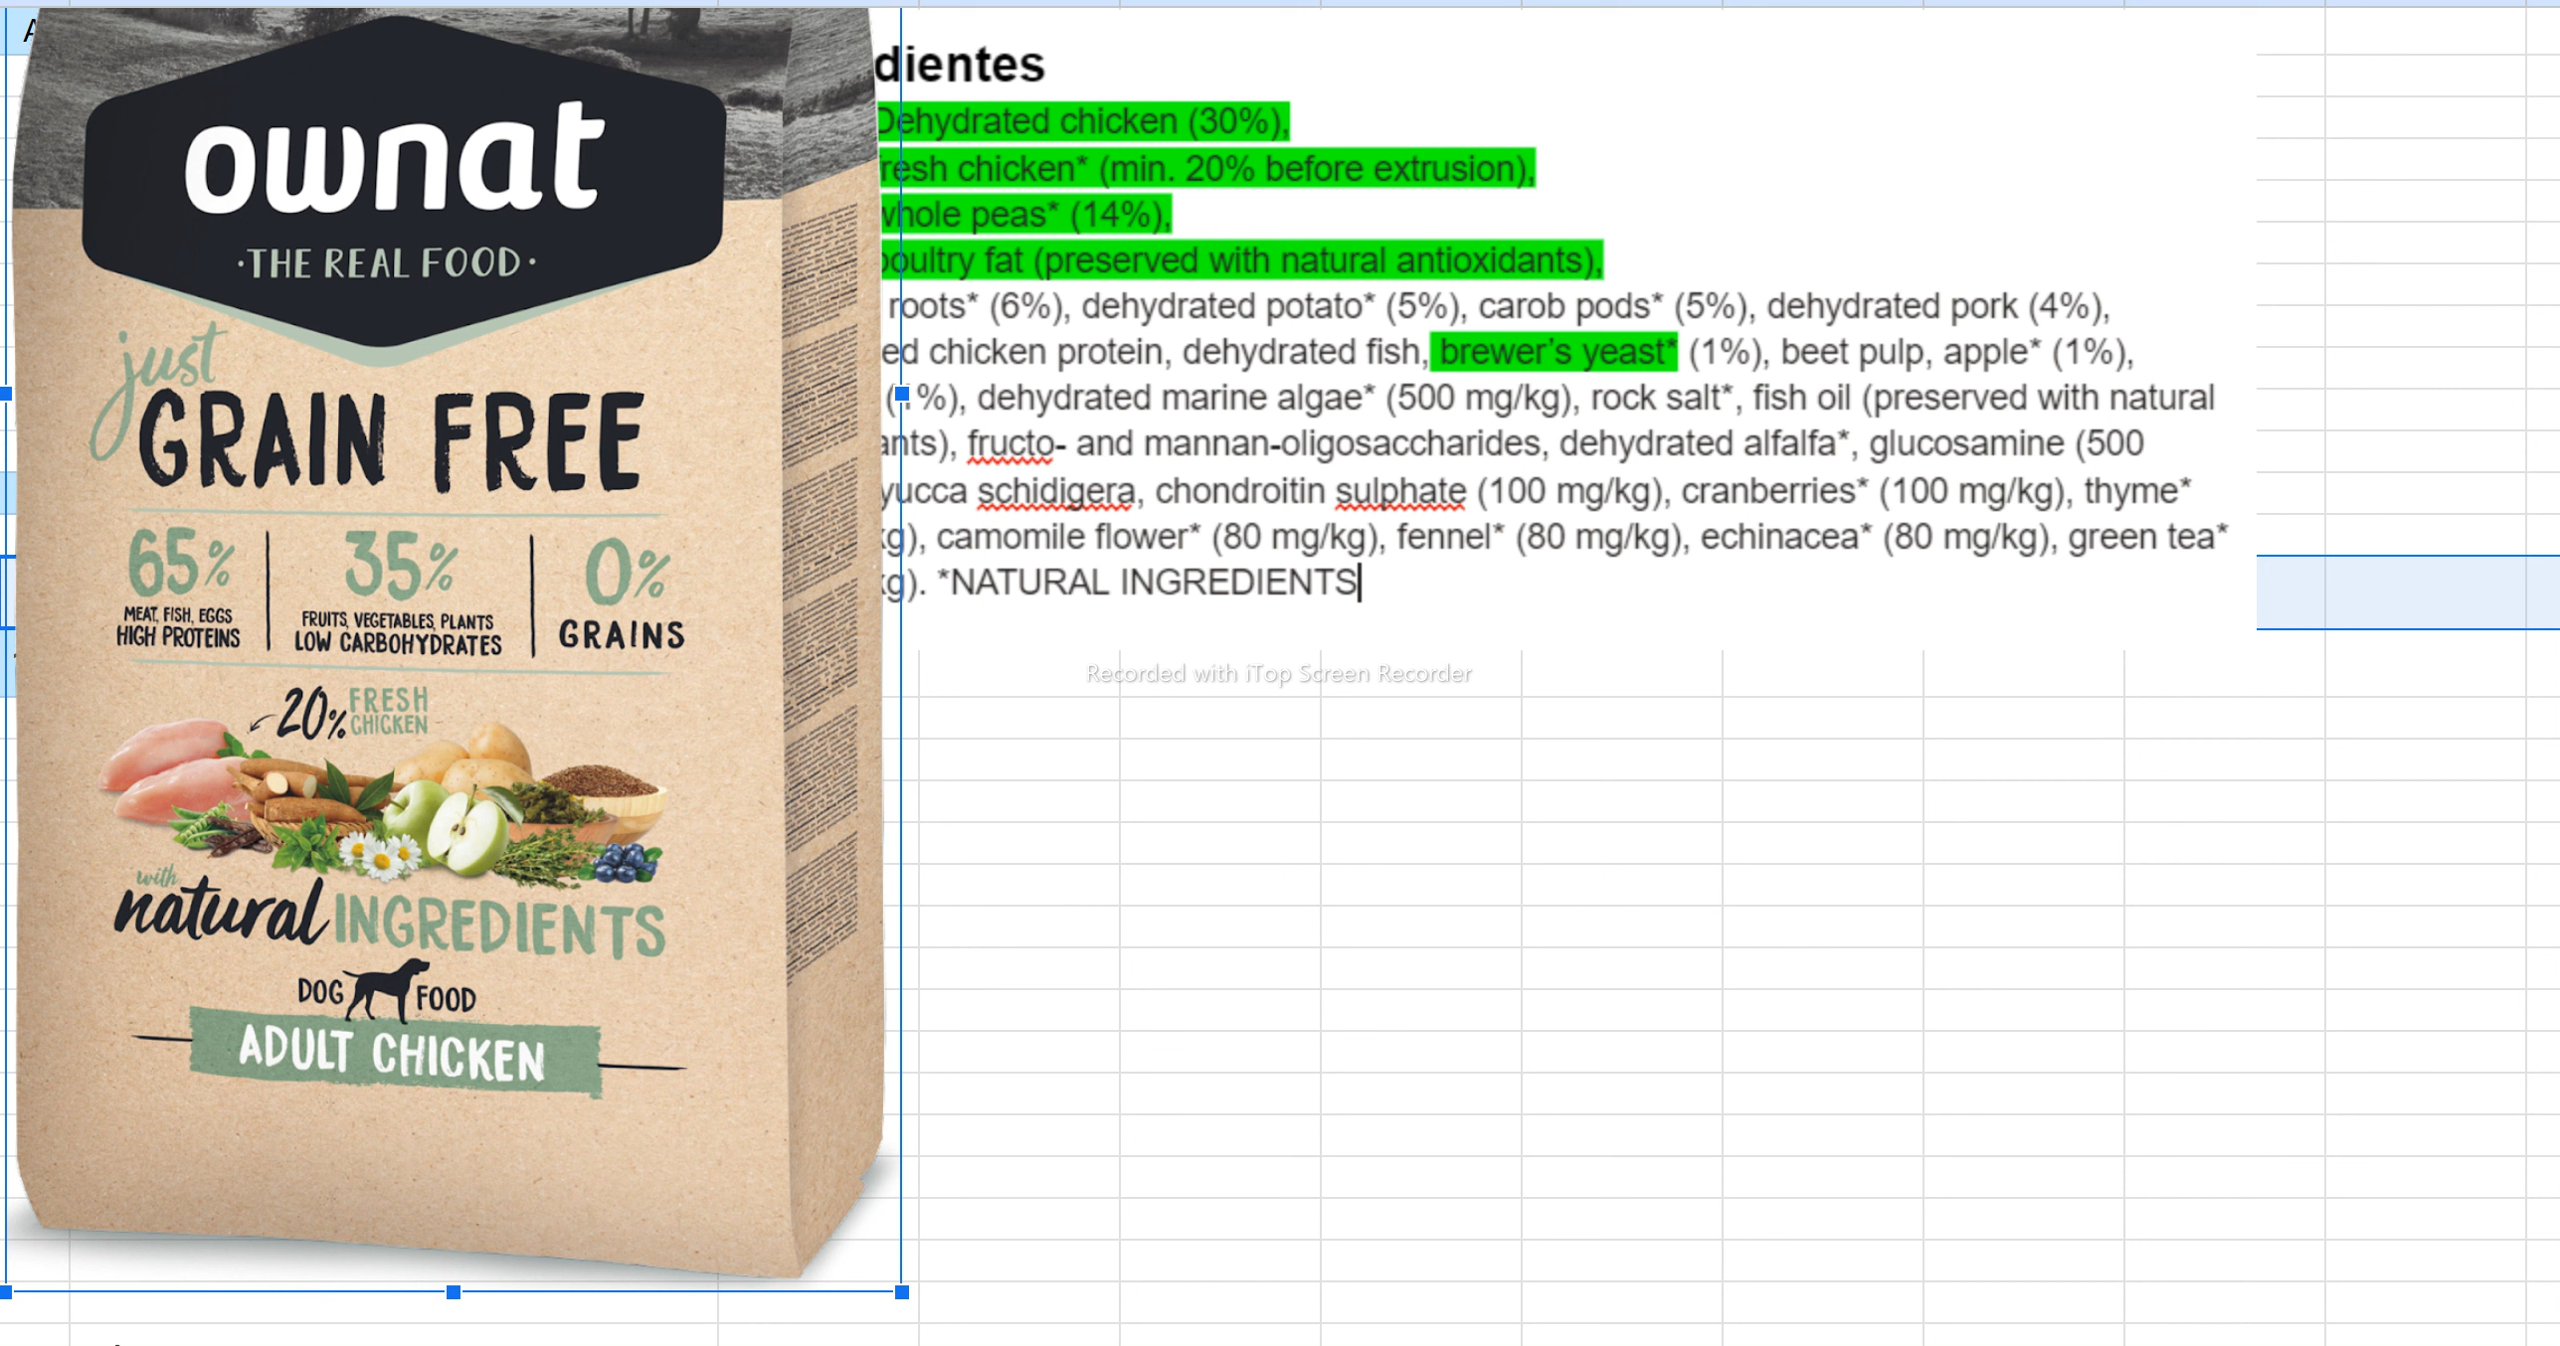 A
ownat
·THE REAL FOOD·
just
GRAIN FREE
65% 35% 0%
MEAT, FISH, EGGS FRUITS, VEGETABLES, PLANTS
HIGH PROTEINS LOW CARBOHYDRATES GRAINS
20% FRESH CHICKEN
with
natural INGREDIENTS
DOG FOOD
ADULT CHICKEN
dientes
Dehydrated chicken (30%),
resh chicken* (min. 20% before extrusion),
whole peas* (14%),
poultry fat (preserved with natural antioxidants),
roots* (6%), dehydrated potato* (5%), carob pods* (5%), dehydrated pork (4%),
ed chicken protein, dehydrated fish, brewer’s yeast* (1%), beet pulp, apple* (1%),
(1%), dehydrated marine algae* (500 mg/kg), rock salt*, fish oil (preserved with natural
ants), fructo- and mannan-oligosaccharides, dehydrated alfalfa*, glucosamine (500
yucca schidigera, chondroitin sulphate (100 mg/kg), cranberries* (100 mg/kg), thyme*
kg), camomile flower* (80 mg/kg), fennel* (80 mg/kg), echinacea* (80 mg/kg), green tea*
kg). *NATURAL INGREDIENTS
Recorded with iTop Screen Recorder